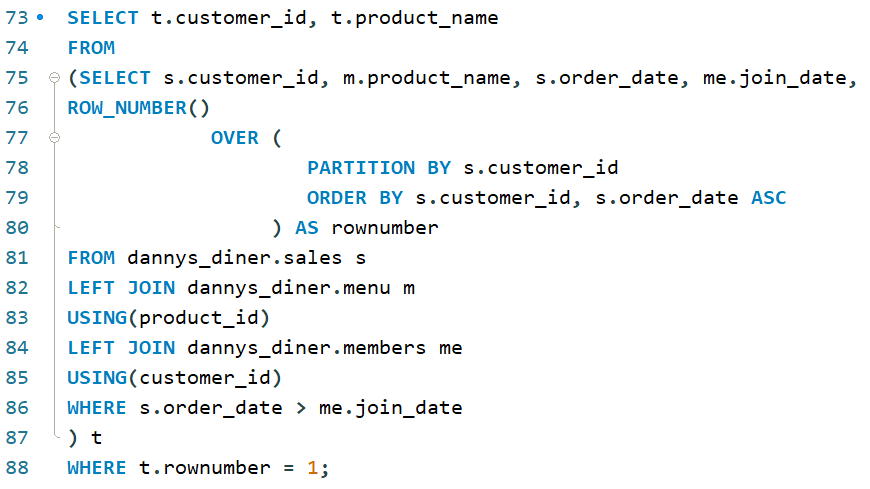 73 SELECT t.customer_id, t.product_name
74 FROM
75 (SELECT s.customer_id, m.product_name, s.order_date, me.join_date,
76 ROW_NUMBER()
77 OVER (
78 PARTITION BY s.customer_id
79 ORDER BY s.customer_id, s.order_date ASC
80 ) AS rownumber
81 FROM dannys_diner.sales s
82 LEFT JOIN dannys_diner.menu m
83 USING(product_id)
84 LEFT JOIN dannys_diner.members me
85 USING(customer_id)
86 WHERE s.order_date > me.join_date
87 ) t
88 WHERE t.rownumber = 1;